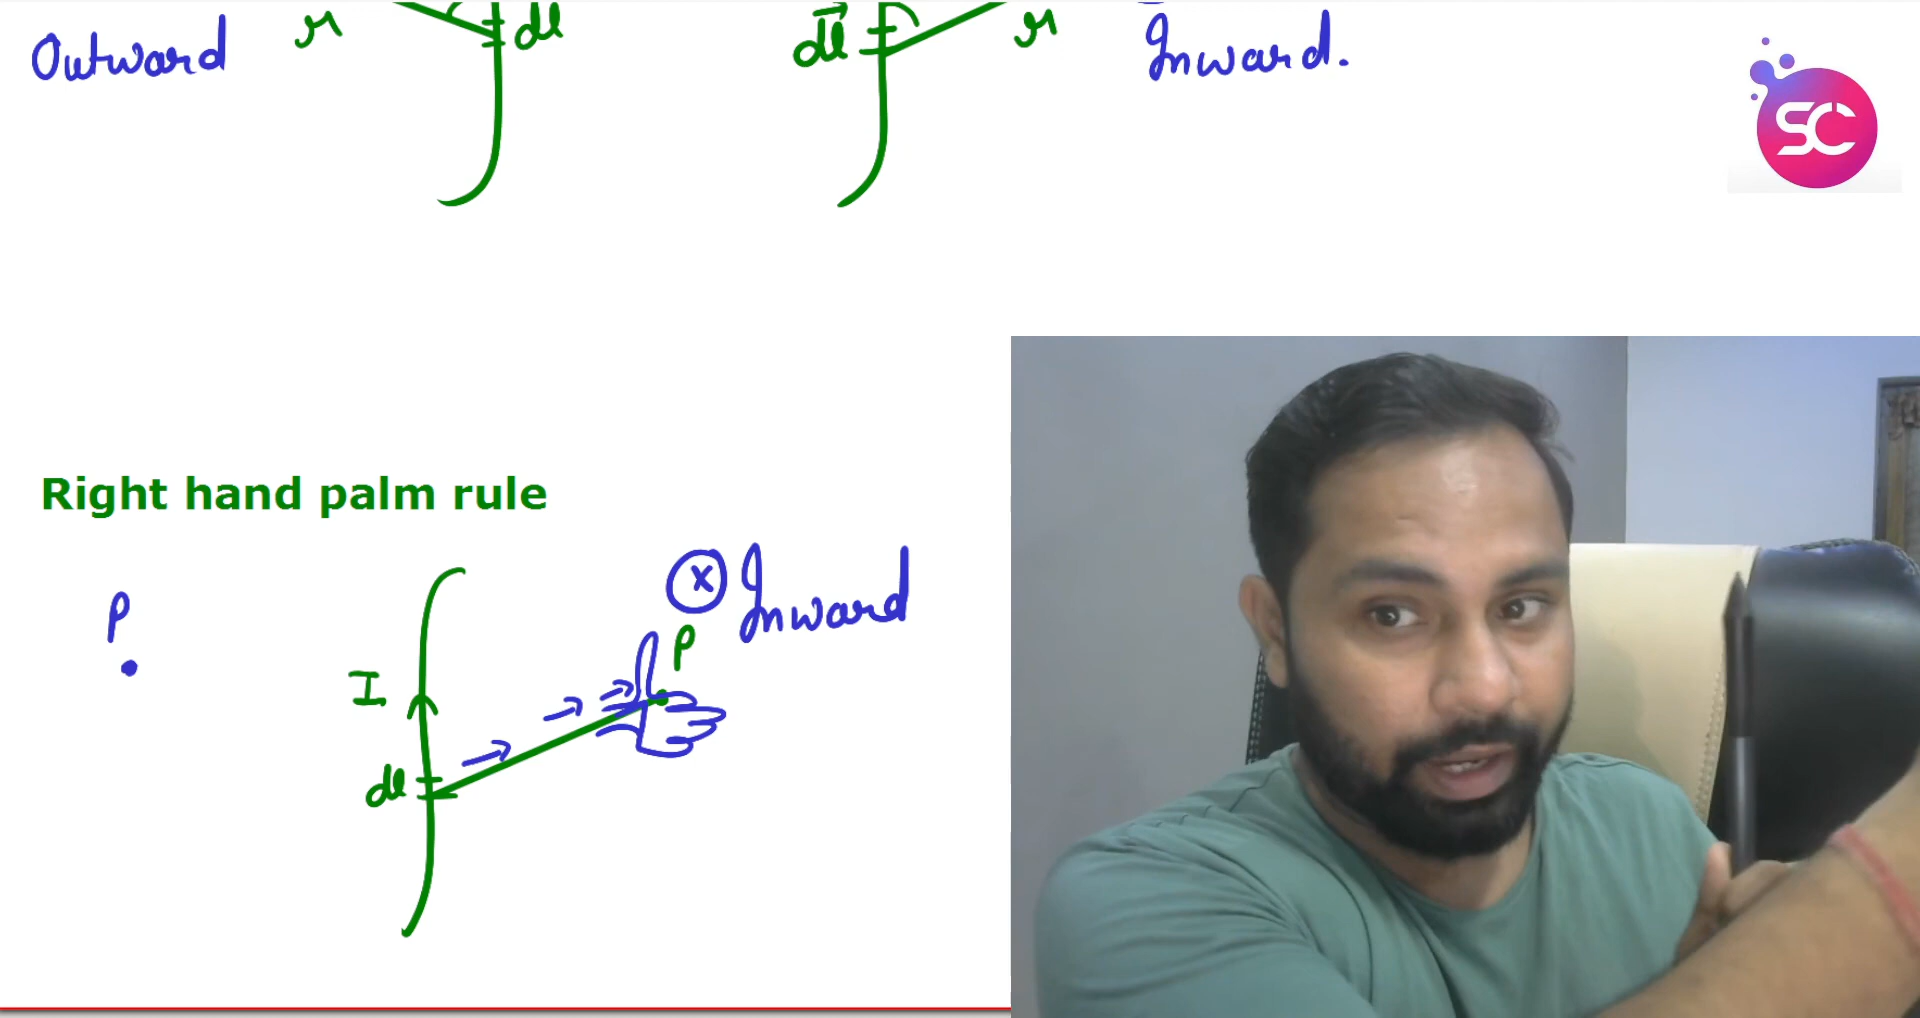 Outward r dl dl r Inward.
SC
Right hand palm rule
P
I
dl
P
ⓧ Inward